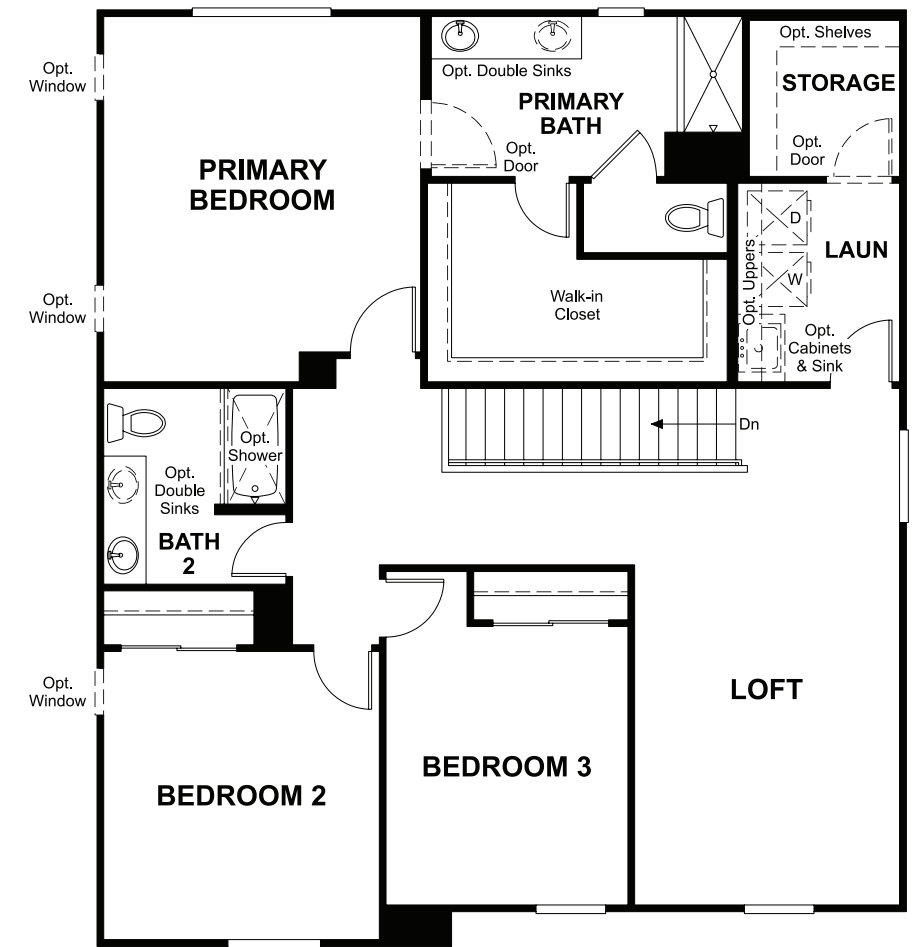 Opt. Shelves
STORAGE
Opt.
Door
Opt.
Window
Opt. Double Sinks
PRIMARY
BATH
Opt.
Door
PRIMARY
BEDROOM
D
LAUN
W
Opt. Uppers
Opt.
Cabinets
& Sink
Opt.
Window
Walk-in
Closet
Dn
Opt.
Shower
Opt.
Double
Sinks
BATH
2
Opt.
Window
LOFT
BEDROOM 3
BEDROOM 2